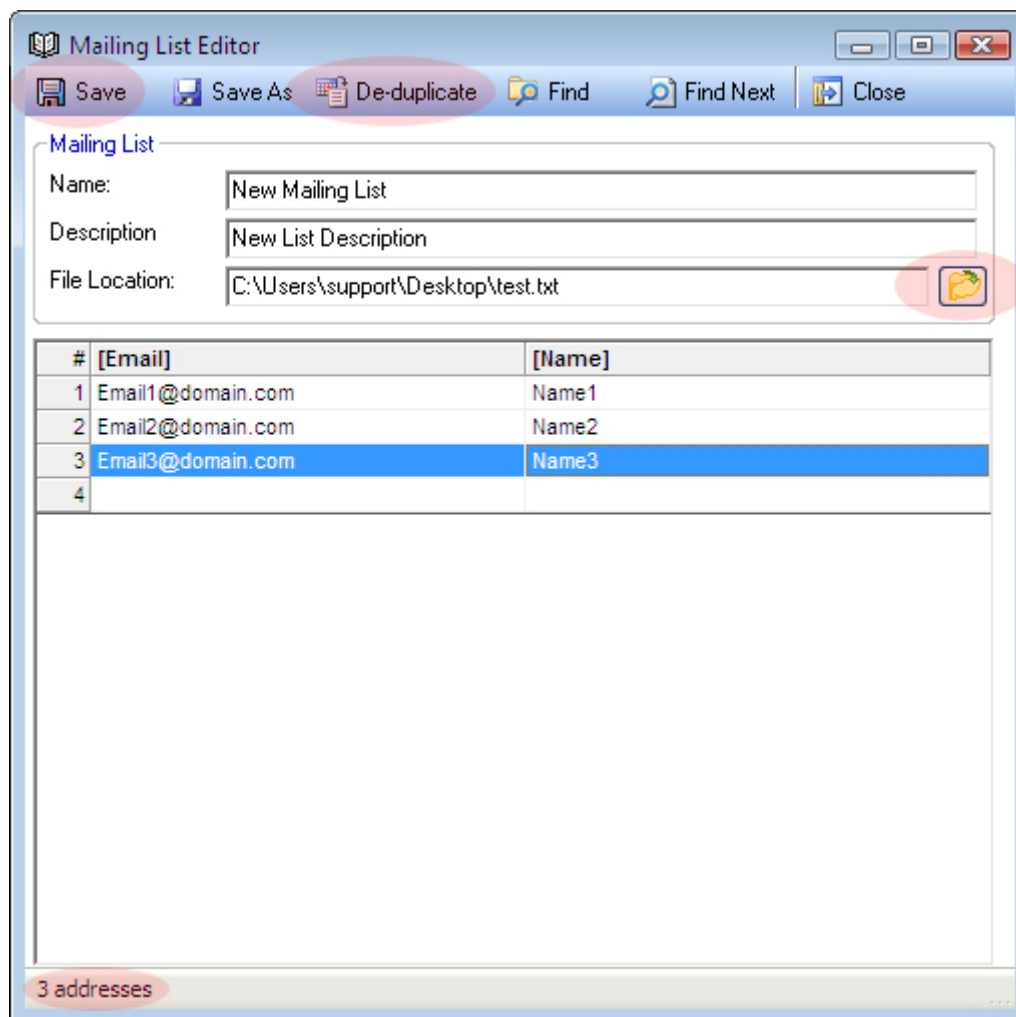 Mailing List Editor
Save Save As De-duplicate Find Find Next Close
Mailing List
Name: New Mailing List
Description New List Description
File Location: C:\Users\support\Desktop\test.txt
# [Email] [Name]
1 Email1@domain.com Name1
2 Email2@domain.com Name2
3 Email3@domain.com Name3
4
3 addresses